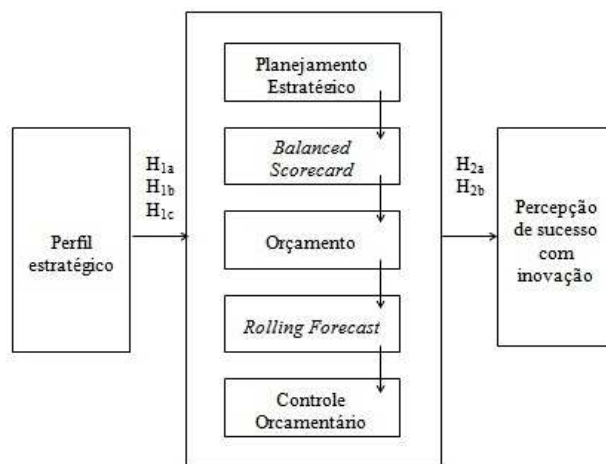 Perfil
estratégico
H1a
H1b
H1c
Planejamento
Estratégico
Balanced
Scorecard
Orçamento
Rolling Forecast
Controle
Orcamentário
H2a
H2b
Percepção
de sucesso
com
inovação